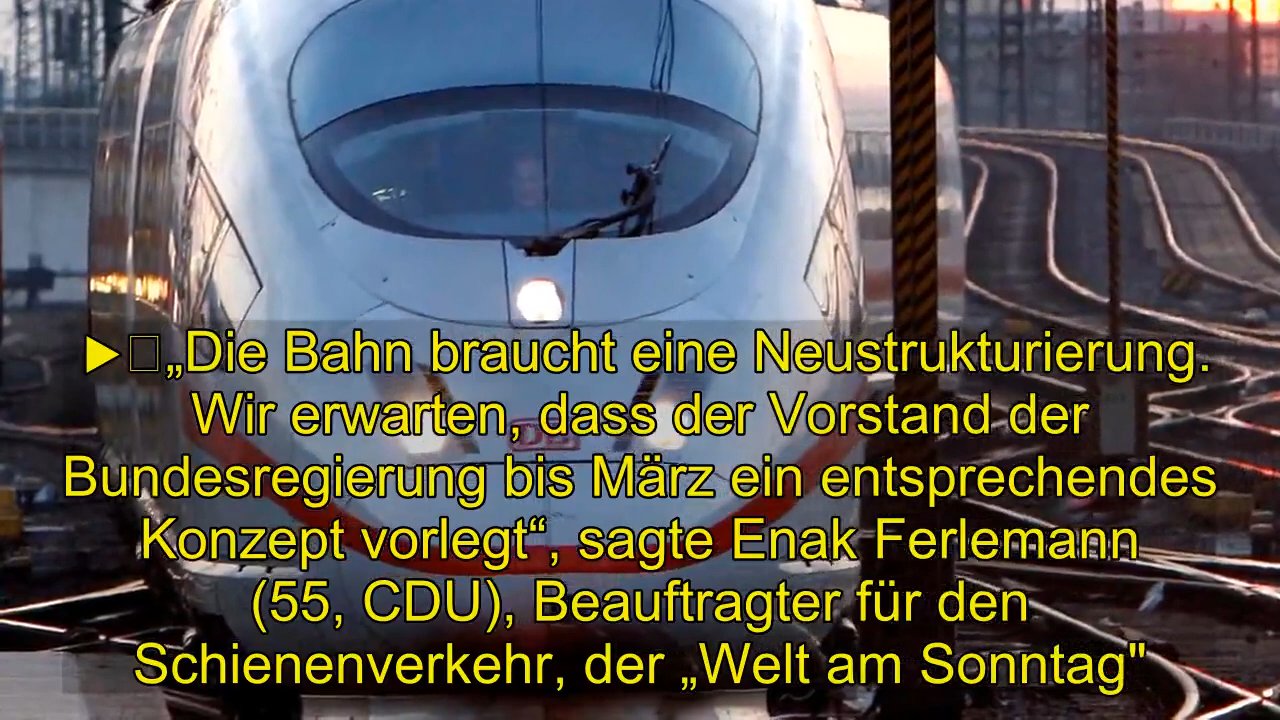 ▶□„Die Bahn braucht eine Neustrukturierung.
Wir erwarten, dass der Vorstand der
Bundesregierung bis März ein entsprechendes
Konzept vorlegt“, sagte Enak Ferlemann
(55, CDU), Beauftragter für den
Schienenverkehr, der „Welt am Sonntag"
DB